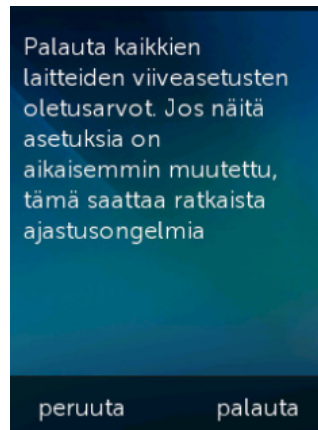 Palauta kaikkien
laitteiden viiveasetusten
oletusarvot. Jos näitä
asetuksia on
aikaisemmin muutettu,
tämä saattaa ratkaista
ajastusongelmia
peruuta palauta